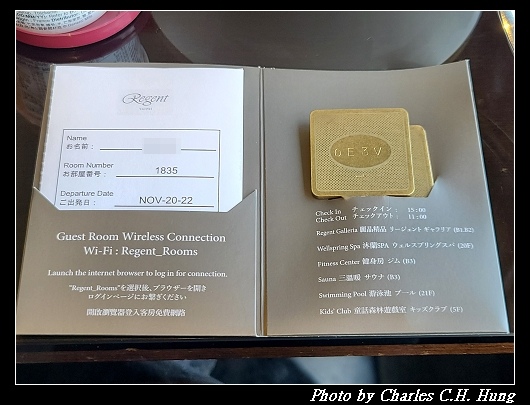 Regent
Name
お名前：
Room Number
お部屋番号：
1835
Departure Date
ご出発日：
NOV-20-22
Guest Room Wireless Connection
Wi-Fi : Regent_Rooms
Launch the internet browser to log in for connection.
"Regent_Rooms"を選択後、ブラウザーを開き
ログインページにお繋ぎください
開啟瀏覽器登入客房免費網路
Check In チェックイン： 15 : 00
Check Out チェックアウト： 11 : 00
Regent Galleria 麗晶精品 リージェント ギャラリア (B1.B2)
Wellspring Spa 沐蘭SPA ウェルスプリングスパ (20F)
Fitness Center 健身房 ジム (B3)
Sauna 三温暖 サウナ (B3)
Swimming Pool 游泳池 プール (21F)
Kids' Club 童話森林遊戲室 キッズクラブ (5F)
Photo by Charles C.H. Hung